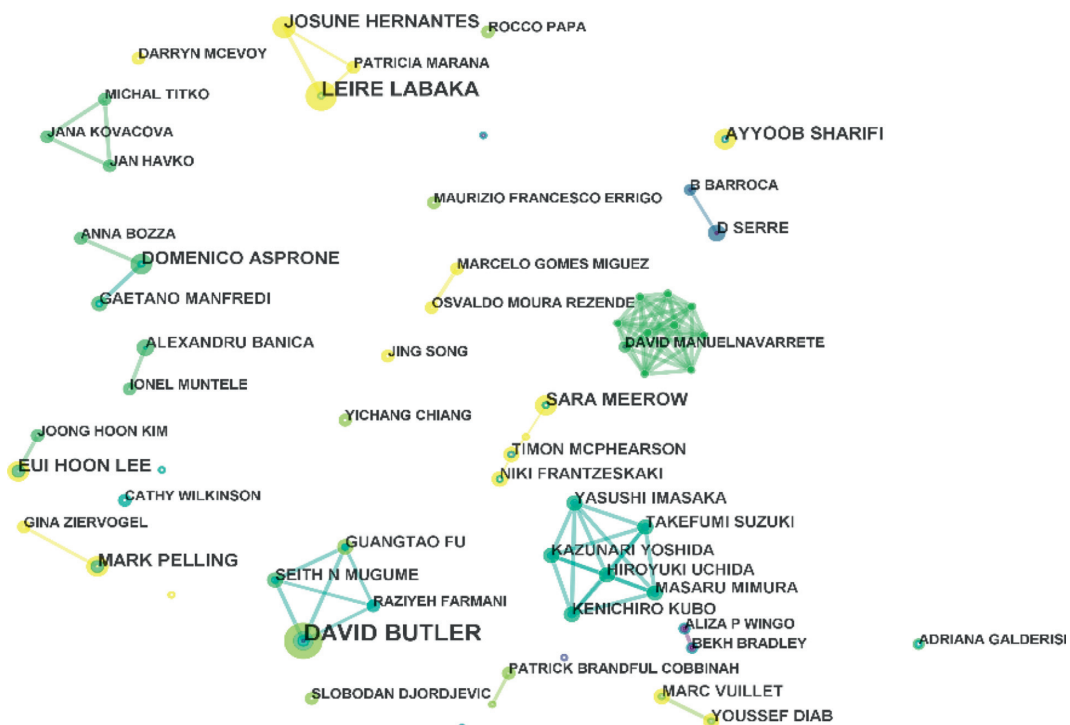 JOSUNE HERNANTES
ROCCO PAPA
DARRYN MCEVOY
PATRICIA MARANA
LEIRE LABAKA
MICHAL TITKO
JANA KOVACOVA
AYYOOB SHARIFI
JAN HAVKO
B BARROCA
MAURIZIO FRANCESCO ERRIGO
D SERRE
ANNA BOZZA
DOMENICO ASPRONE
MARCELO GOMES MIGUEZ
GAETANO MANFREDI
OSVALDO MOURA REZENDE
ALEXANDRU BANICA
DAVID MANUELNAVARRETE
JING SONG
IONEL MUNTELE
SARA MEEROW
YICHANG CHIANG
JOONG HOON KIM
TIMON MCPHEARSON
EUI HOON LEE
NIKI FRANTZESKAKI
CATHY WILKINSON
YASUSHI IMASAKA
GINA ZIERVOGEL
TAKEFUMI SUZUKI
GUANGTAO FU
KAZUNARI YOSHIDA
MARK PELLING
HIROYUKI UCHIDA
SEITH N MUGUME
MASARU MIMURA
RAZIYEH FARMANI
KENICHIRO KUBO
ALIZA P WINGO
DAVID BUTLER
BEKH BRADLEY
ADRIANA GALDERISI
PATRICK BRANDFUL COBBINAH
SLOBODAN DJORDJEVIC
MARC VUILLET
YOUSSEF DIAB